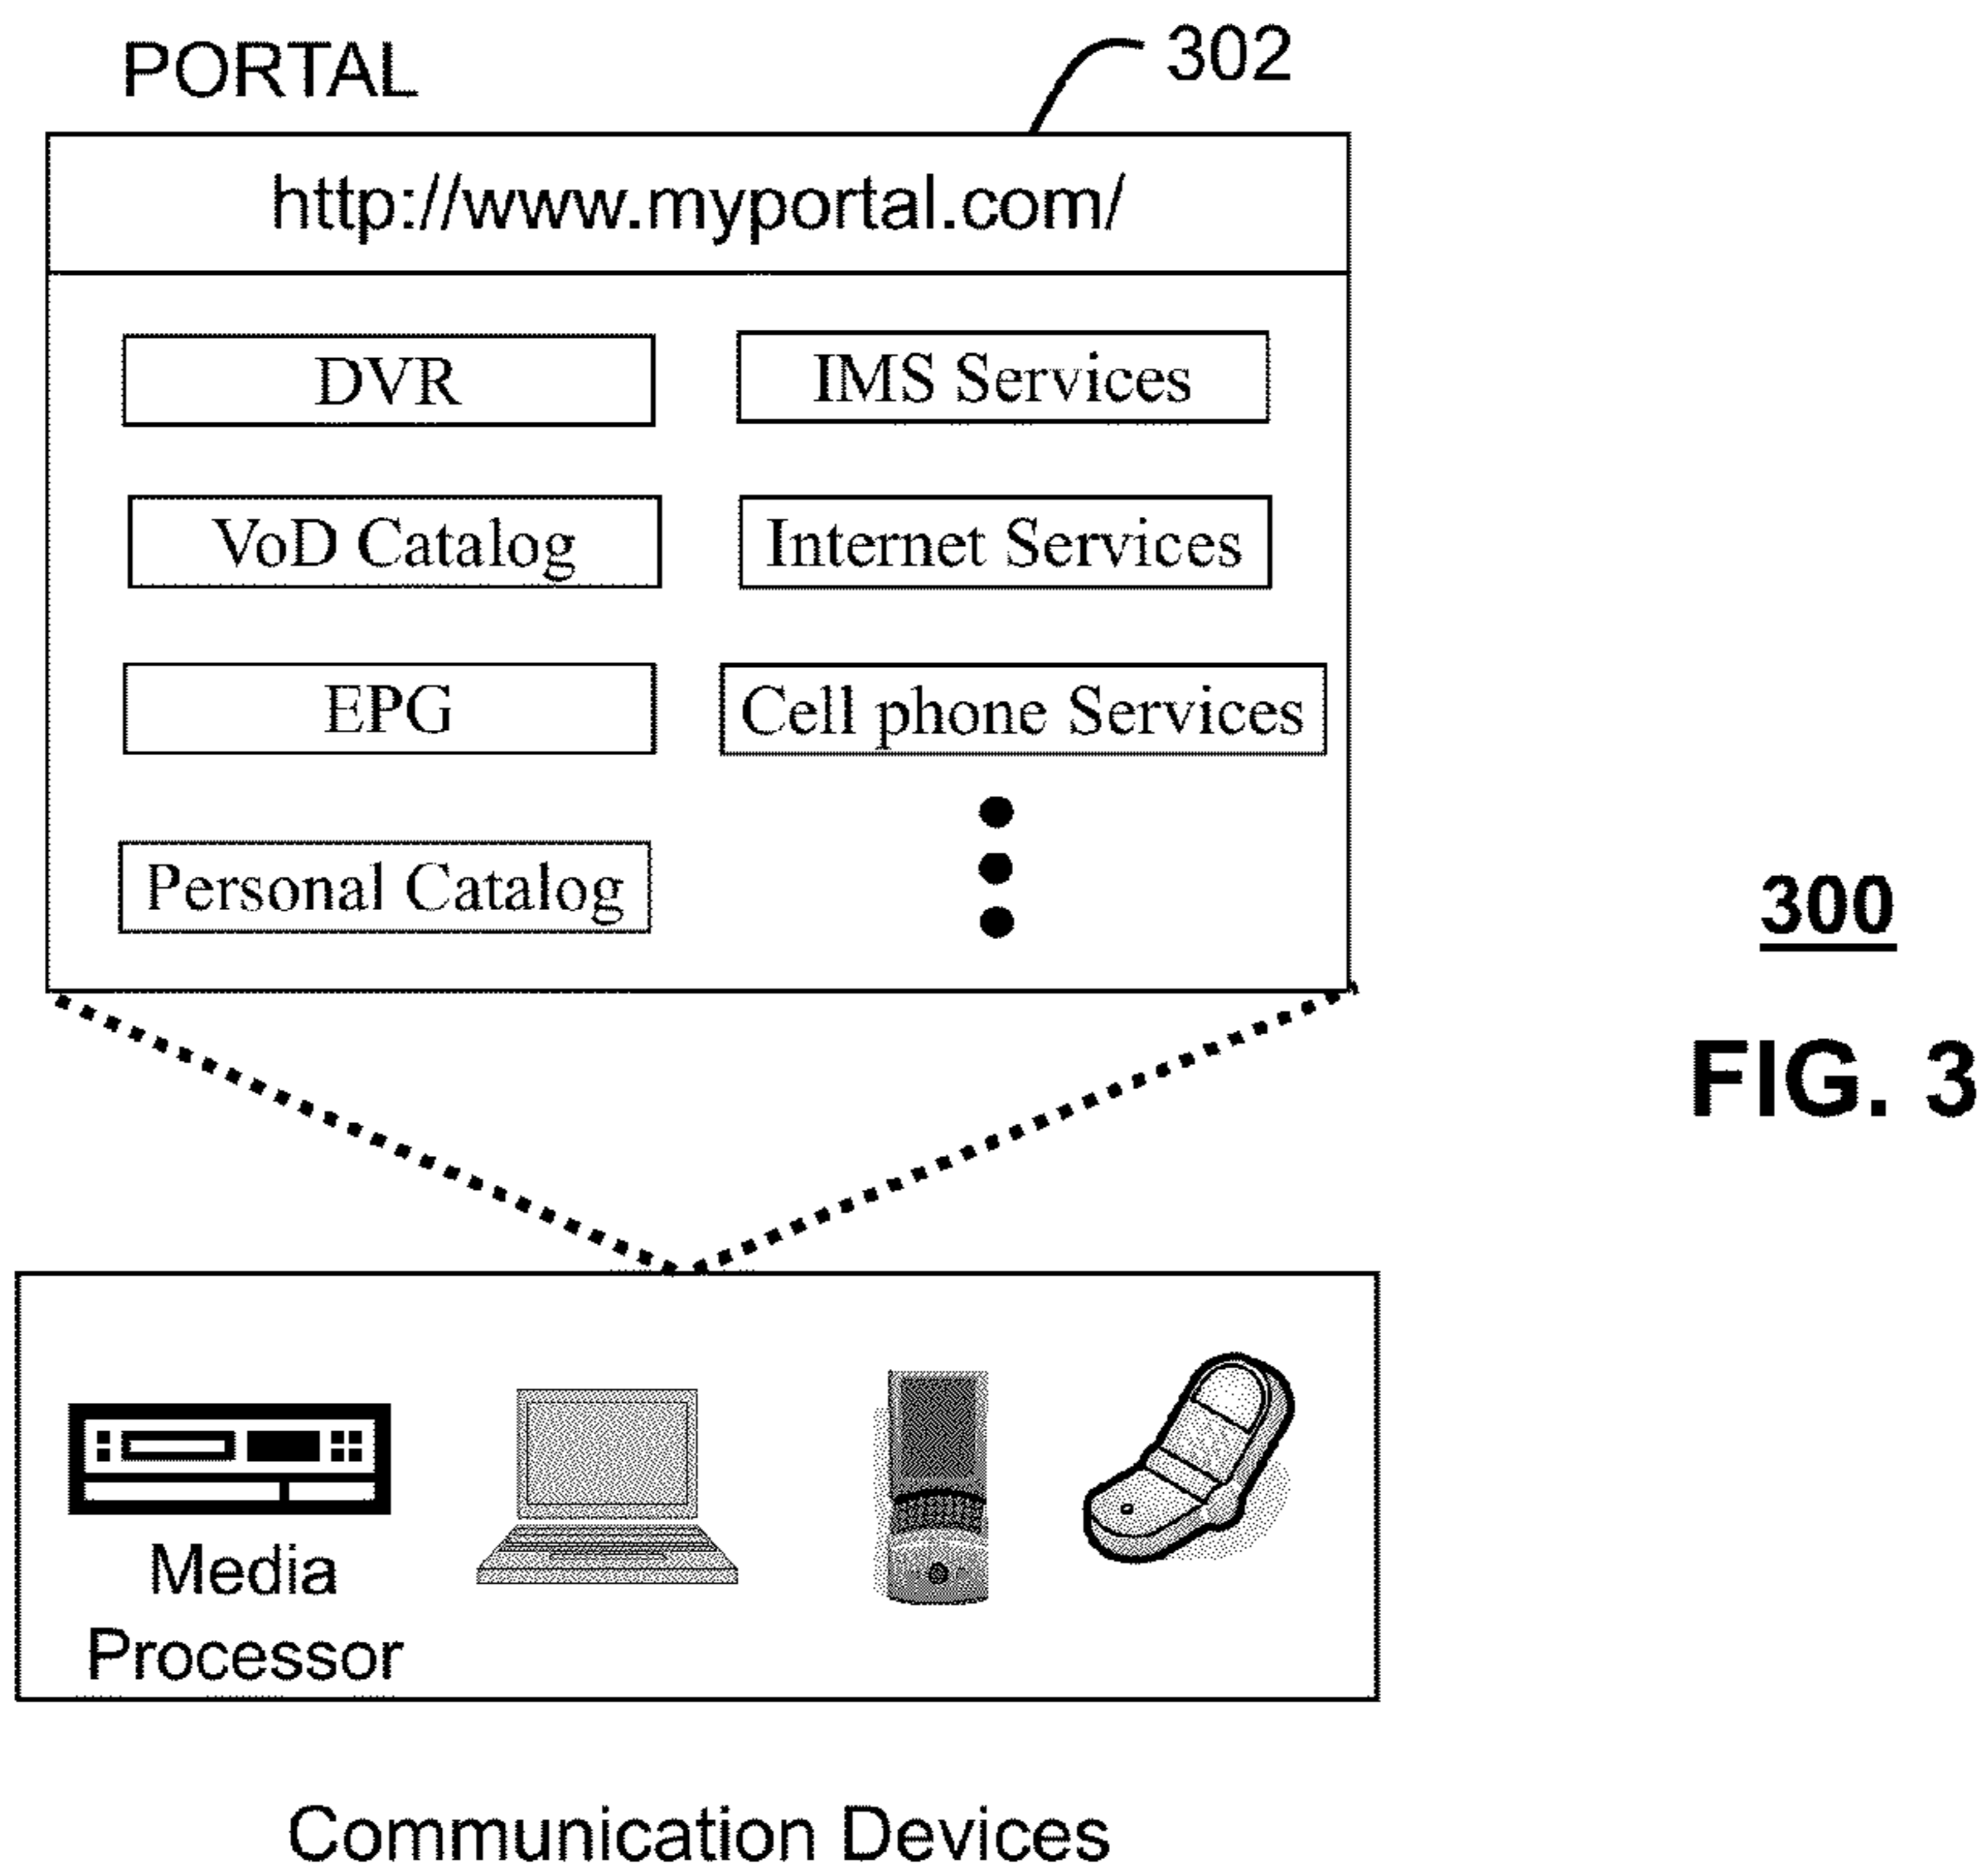 PORTAL
302
http://www.myportal.com/
DVR
IMS Services
VoD Catalog
Internet Services
EPG
Cell phone Services
Personal Catalog
300
FIG. 3
Media
Processor
Communication Devices